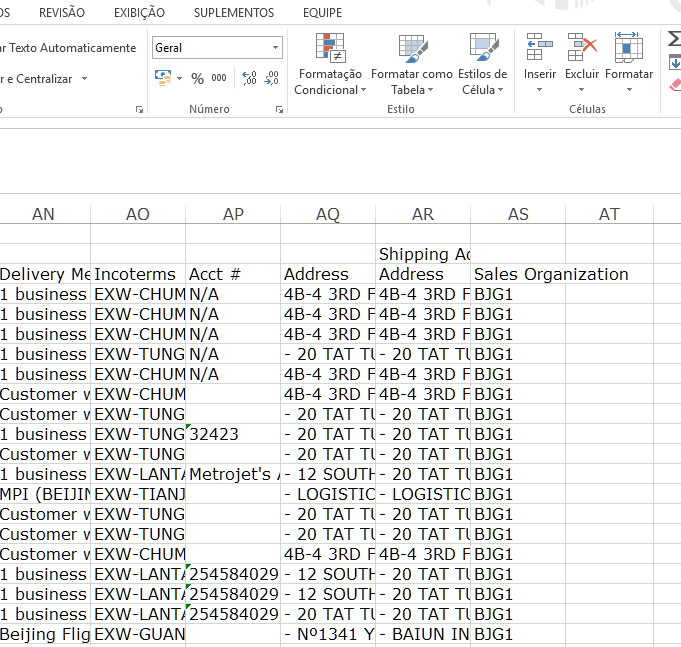 OS REVISÃO EXIBIÇÃO SUPLEMENTOS EQUIPE
ar Texto Automaticamente Geral
r e Centralizar % 000 ,00 ,00
Formatação Condicional Formatar como Tabela Estilos de Célula Inserir Excluir Formatar
Número Estilo Células
AN AO AP AQ AR AS AT
Shipping Ac
Delivery Me Incoterms Acct # Address Address Sales Organization
1 business EXW-CHUM N/A 4B-4 3RD F 4B-4 3RD F BJG1
1 business EXW-CHUM N/A 4B-4 3RD F 4B-4 3RD F BJG1
1 business EXW-CHUM N/A 4B-4 3RD F 4B-4 3RD F BJG1
1 business EXW-TUNG N/A - 20 TAT TU - 20 TAT TU BJG1
1 business EXW-CHUM N/A 4B-4 3RD F 4B-4 3RD F BJG1
Customer w EXW-CHUM 4B-4 3RD F 4B-4 3RD F BJG1
Customer w EXW-TUNG - 20 TAT TU - 20 TAT TU BJG1
1 business EXW-TUNG 32423 - 20 TAT TU - 20 TAT TU BJG1
Customer w EXW-TUNG - 20 TAT TU - 20 TAT TU BJG1
1 business EXW-LANTA Metrojet's A - 12 SOUTH - 20 TAT TU BJG1
MPI (BEIJIN EXW-TIANJ - LOGISTIC - LOGISTIC BJG1
Customer w EXW-TUNG - 20 TAT TU - 20 TAT TU BJG1
Customer w EXW-TUNG - 20 TAT TU - 20 TAT TU BJG1
Customer w EXW-CHUM 4B-4 3RD F 4B-4 3RD F BJG1
1 business EXW-LANTA 254584029 - 12 SOUTH - 20 TAT TU BJG1
1 business EXW-LANTA 254584029 - 12 SOUTH - 20 TAT TU BJG1
1 business EXW-LANTA 254584029 - 20 TAT TU - 20 TAT TU BJG1
Beijing Flig EXW-GUAN - Nº1341 Y - BAIUN IN BJG1